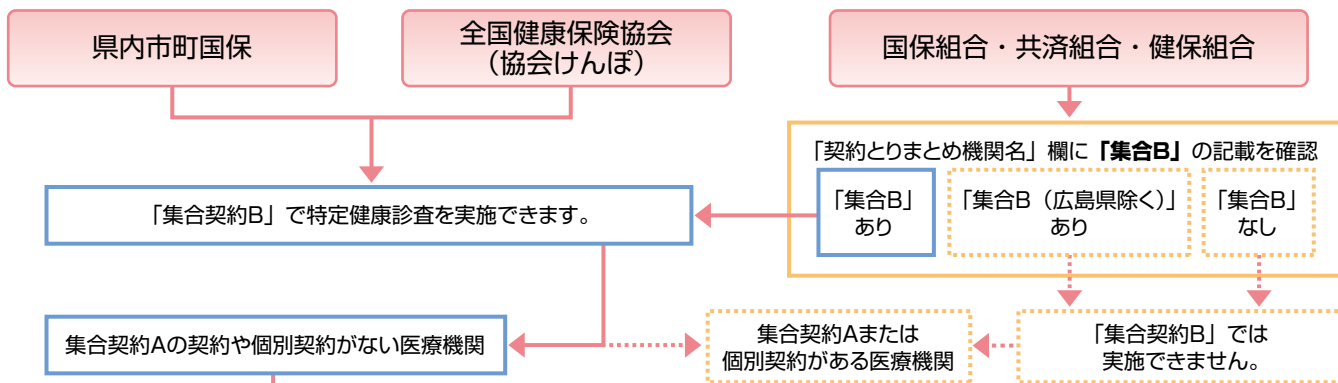 県内市町国保
全国健康保険協会
（協会けんぽ）
国保組合・共済組合・健保組合
「契約とりまとめ機関名」欄に「集合B」の記載を確認
「集合B」
あり
「集合B（広島県除く）」
あり
「集合B」
なし
「集合契約B」で特定健康診査を実施できます。
集合契約Aの契約や個別契約がない医療機関
集合契約Aまたは
個別契約がある医療機関
「集合契約B」では
実施できません。